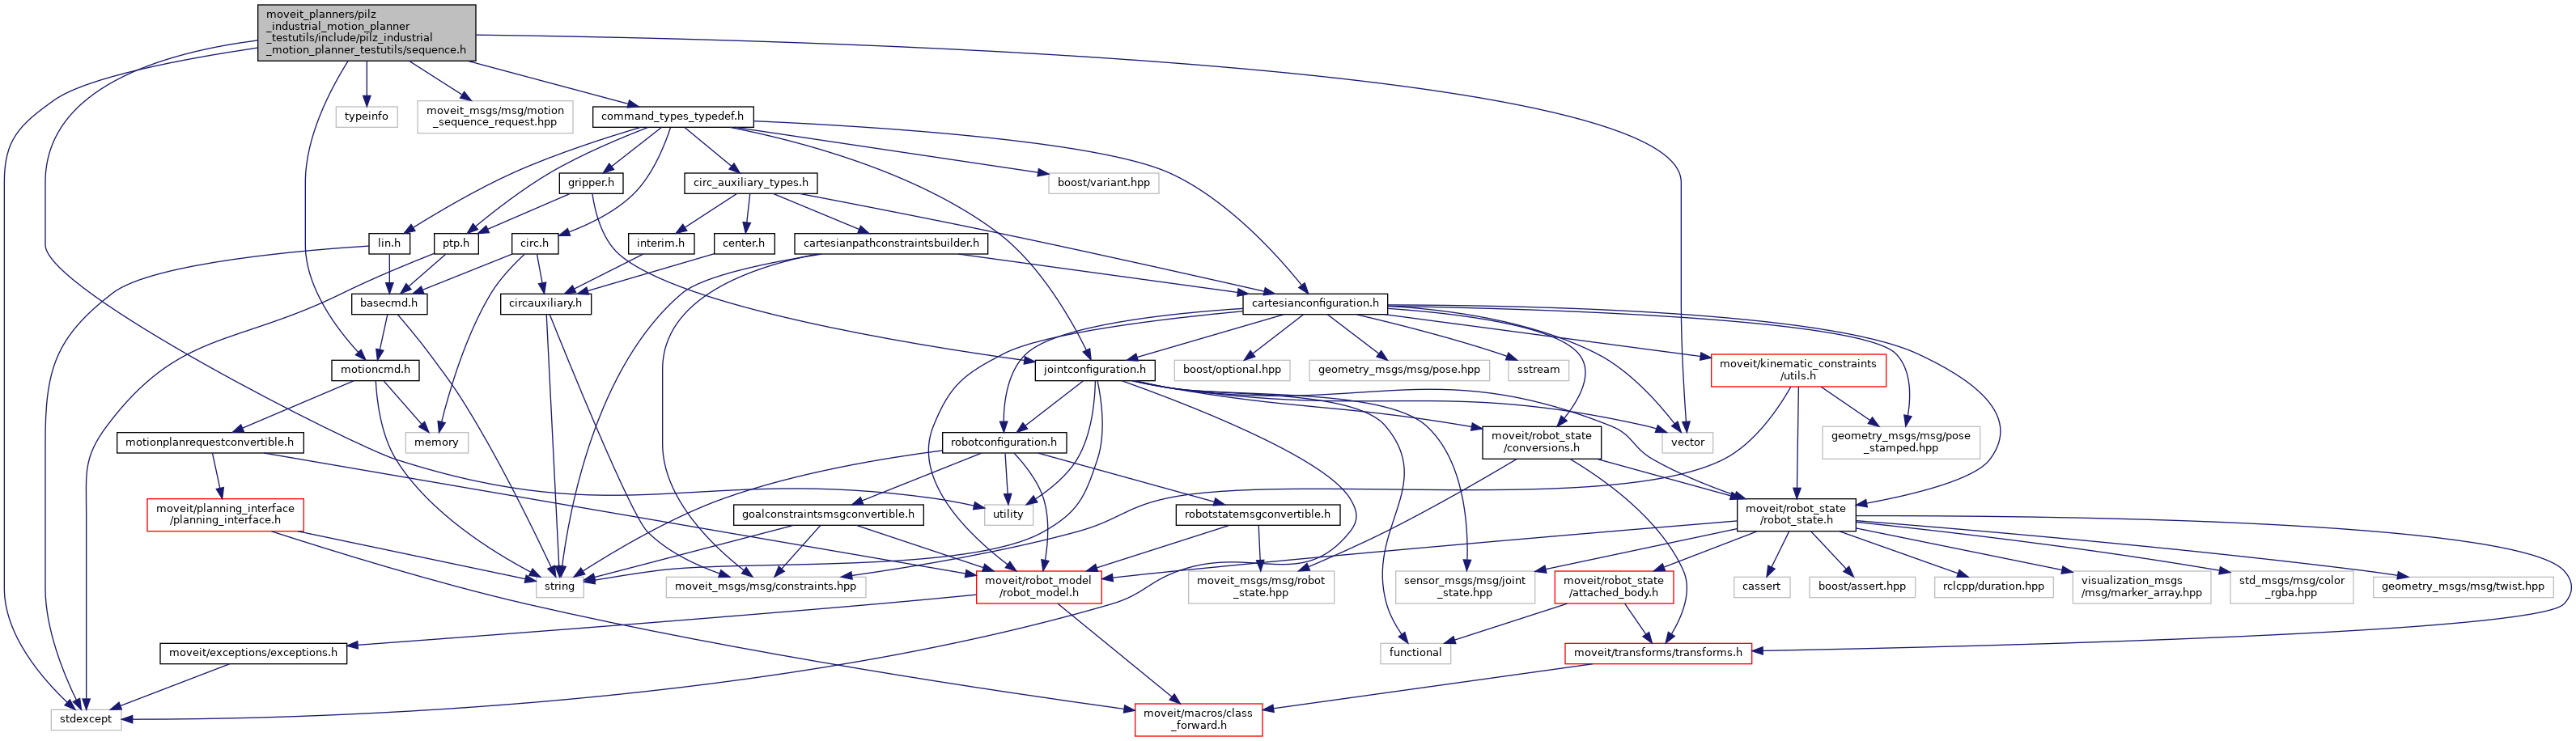 moveit_planners/pilz
_industrial_motion_planner
_testutils/include/pilz_industrial
_motion_planner_testutils/sequence.h
typeinfo
moveit_msgs/msg/motion
_sequence_request.hpp
command_types_typedef.h
gripper.h
circ_auxiliary_types.h
boost/variant.hpp
lin.h
ptp.h
circ.h
interim.h
center.h
cartesianpathconstraintsbuilder.h
basecmd.h
circauxiliary.h
cartesianconfiguration.h
motioncmd.h
jointconfiguration.h
boost/optional.hpp
geometry_msgs/msg/pose.hpp
sstream
moveit/kinematic_constraints
/utils.h
motionplanrequestconvertible.h
memory
robotconfiguration.h
moveit/robot_state
/conversions.h
vector
geometry_msgs/msg/pose
_stamped.hpp
moveit/planning_interface
/planning_interface.h
goalconstraintsmsgconvertible.h
utility
robotstatemsgconvertible.h
moveit/robot_state
/robot_state.h
string
moveit_msgs/msg/constraints.hpp
moveit/robot_model
/robot_model.h
moveit_msgs/msg/robot
_state.hpp
sensor_msgs/msg/joint
_state.hpp
moveit/robot_state
/attached_body.h
cassert
boost/assert.hpp
rclcpp/duration.hpp
visualization_msgs
/msg/marker_array.hpp
std_msgs/msg/color
_rgba.hpp
geometry_msgs/msg/twist.hpp
moveit/exceptions/exceptions.h
functional
moveit/transforms/transforms.h
stdexcept
moveit/macros/class
_forward.h